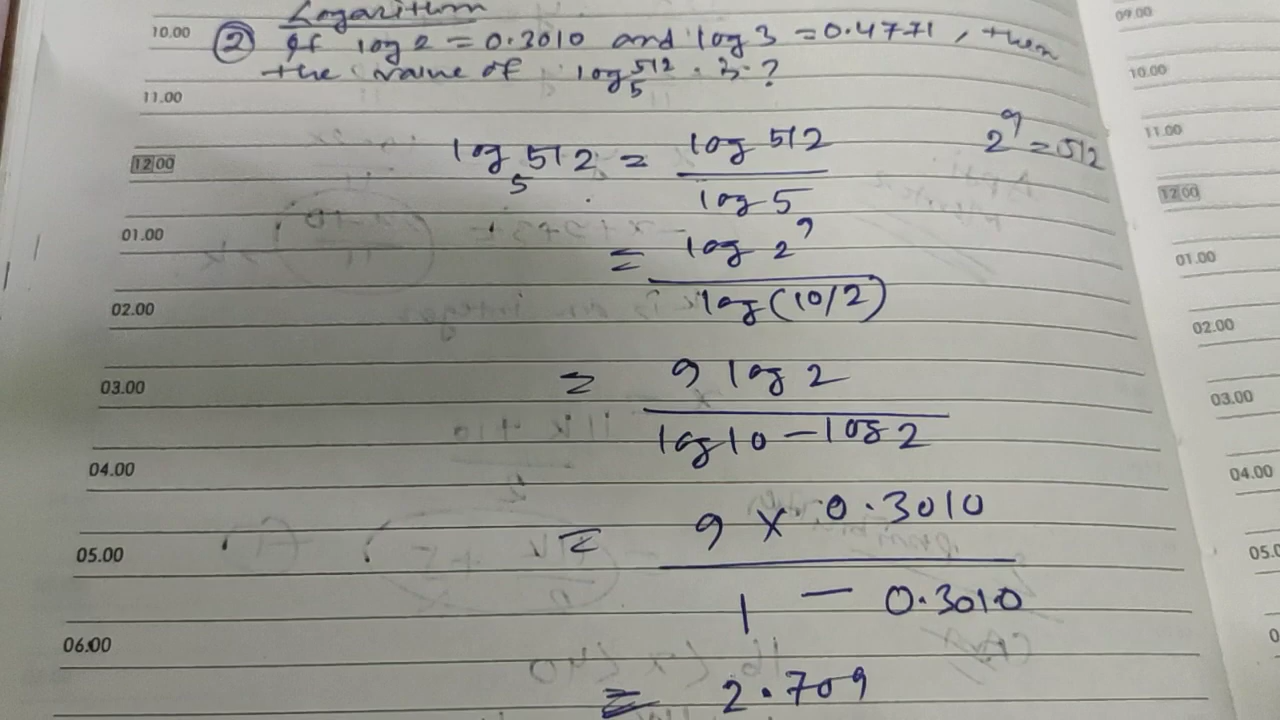 Logarithm
10.00 ② If log 2 = 0.3010 and log 3 = 0.4771, then
the value of log₅512 . 3.?
11.00
12.00 log₅512 = log 512 / log 5 2⁹ = 512
01.00 = log 2⁹
02.00 log(10/2)
03.00 = 9 log 2
04.00 log 10 - log 2
05.00 = 9 x 0.3010
1 - 0.3010
06.00
= 2.709
09.00
10.00
11.00
12.00
01.00
02.00
03.00
04.00